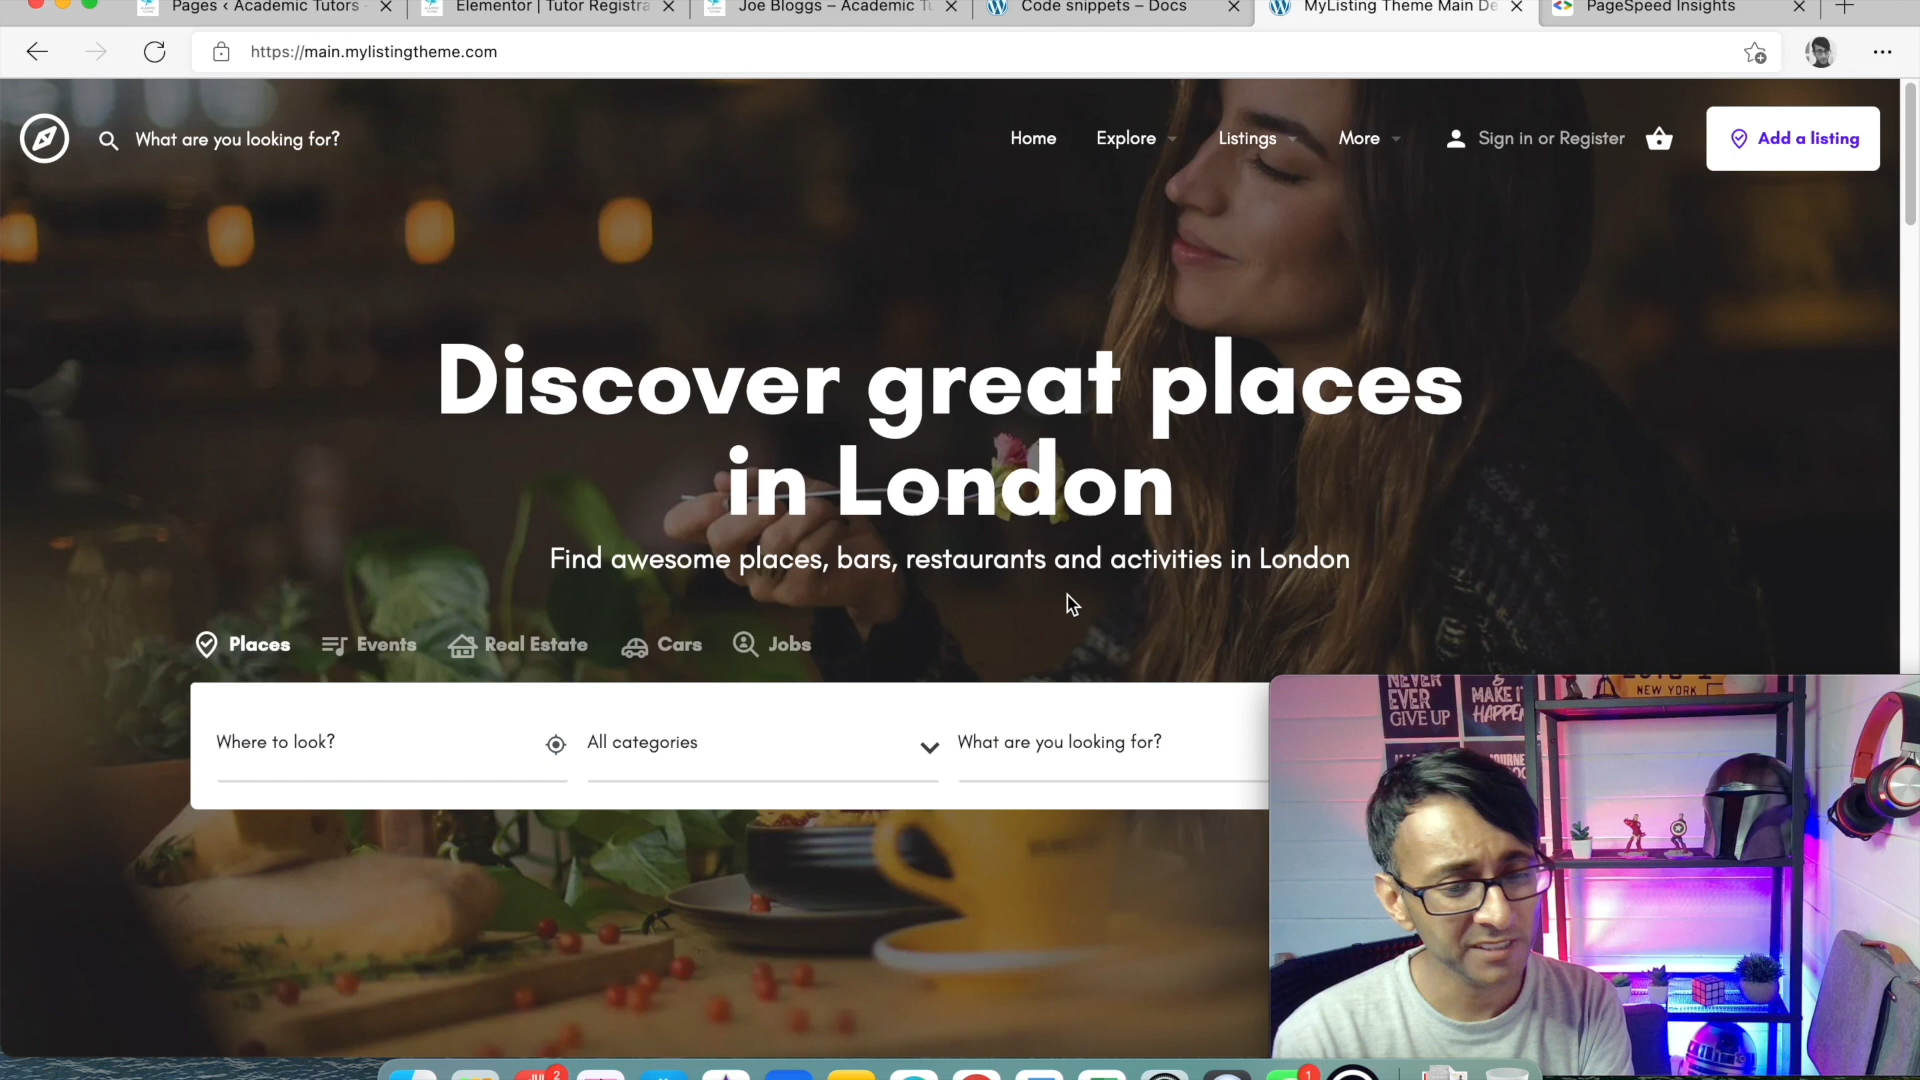 Pages ‹ Academic Tutors
Elementor | Tutor Registra
Joe Bloggs – Academic Tu
Code snippets – Docs
MyListing Theme Main De
PageSpeed Insights
https://main.mylistingtheme.com
What are you looking for?
Home
Explore
Listings
More
Sign in or Register
Add a listing
Discover great places
in London
Find awesome places, bars, restaurants and activities in London
Places
Events
Real Estate
Cars
Jobs
Where to look?
All categories
What are you looking for?
NEVER
EVER
GIVE UP
&
MAKE IT
HAPPEN
NEW YORK
JUL
2
1